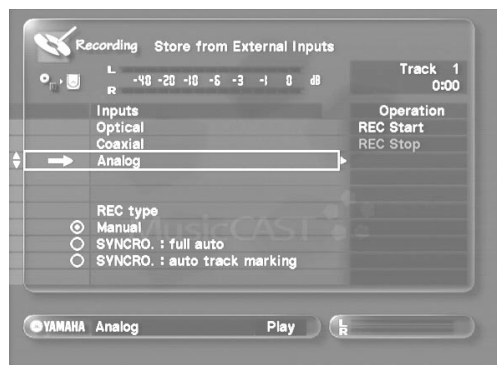 Recording Store from External Inputs
L
-40 -20 -10 -6 -3 -1 0 dB
R
Track 1
0:00
Inputs
Optical
Coaxial
Analog
Operation
REC Start
REC Stop
REC type
Manual
SYNCRO. : full auto
SYNCRO. : auto track marking
MusicCAST
YAMAHA Analog Play
L
R